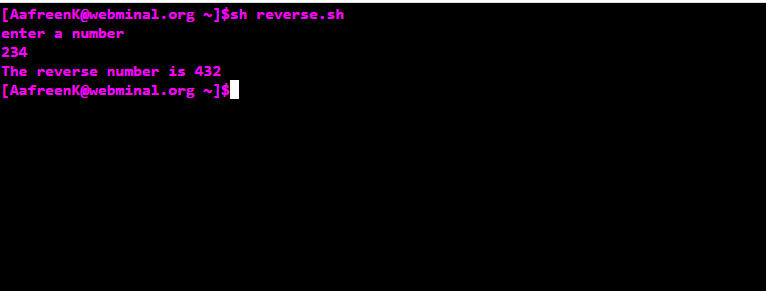 [AafreenK@webminal.org ~]$sh reverse.sh
enter a number
234
The reverse number is 432
[AafreenK@webminal.org ~]$